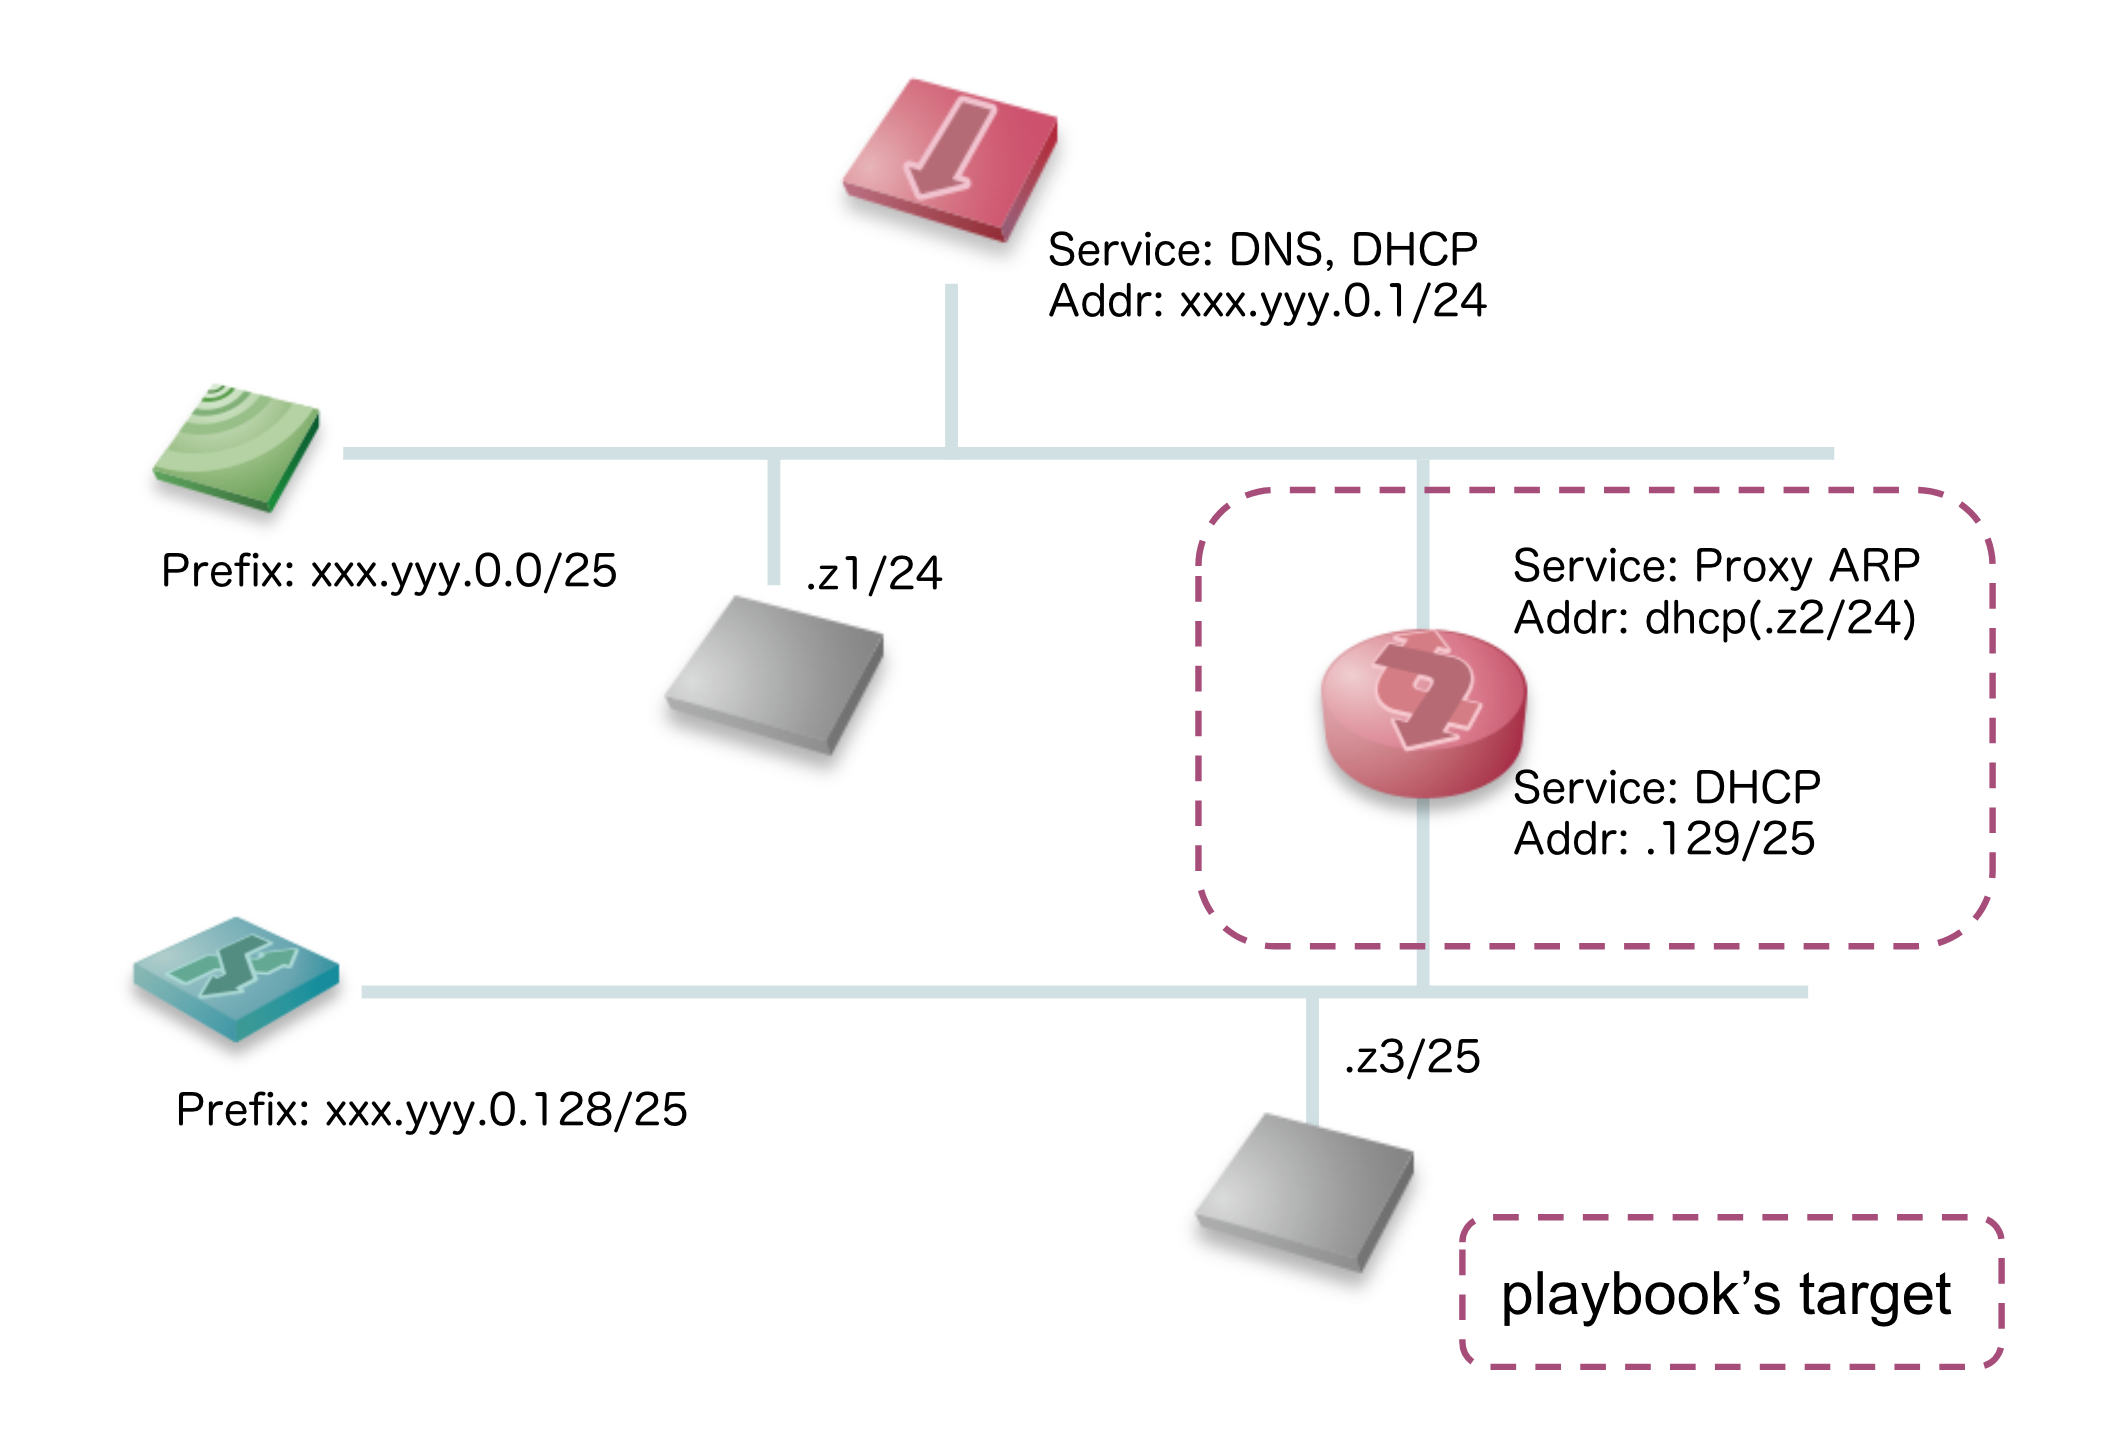 Service: DNS, DHCP
Addr: xxx.yyy.0.1/24
Prefix: xxx.yyy.0.0/25
.z1/24
Service: Proxy ARP
Addr: dhcp(.z2/24)
Service: DHCP
Addr: .129/25
.z3/25
Prefix: xxx.yyy.0.128/25
playbook’s target